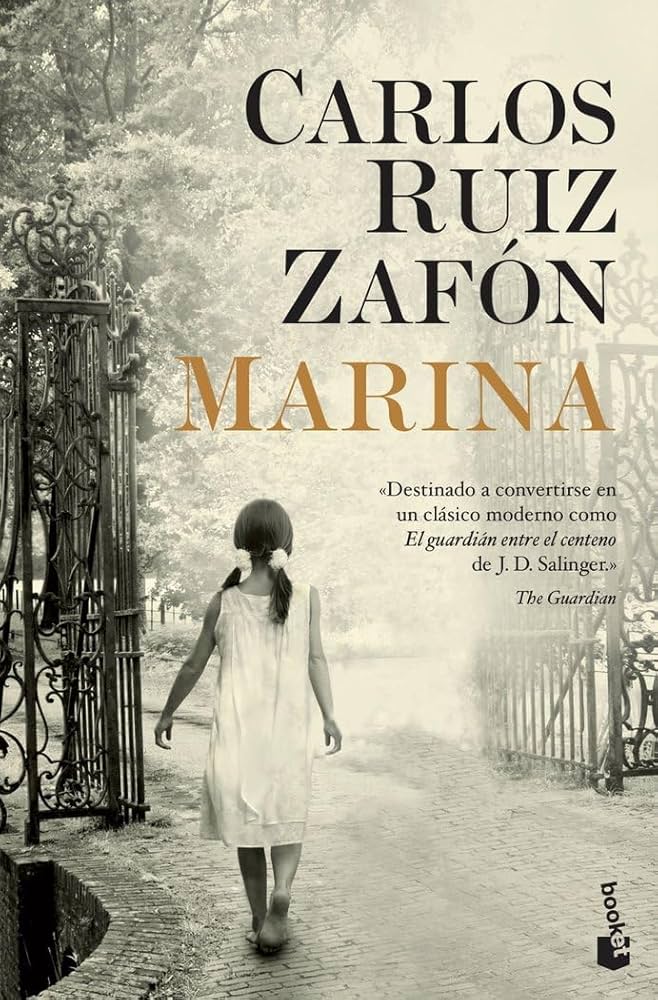 CARLOS
RUIZ
ZAFÓN
MARINA
«Destinado a convertirse en
un clásico moderno como
El guardián entre el centeno
de J. D. Salinger.»
The Guardian
booket